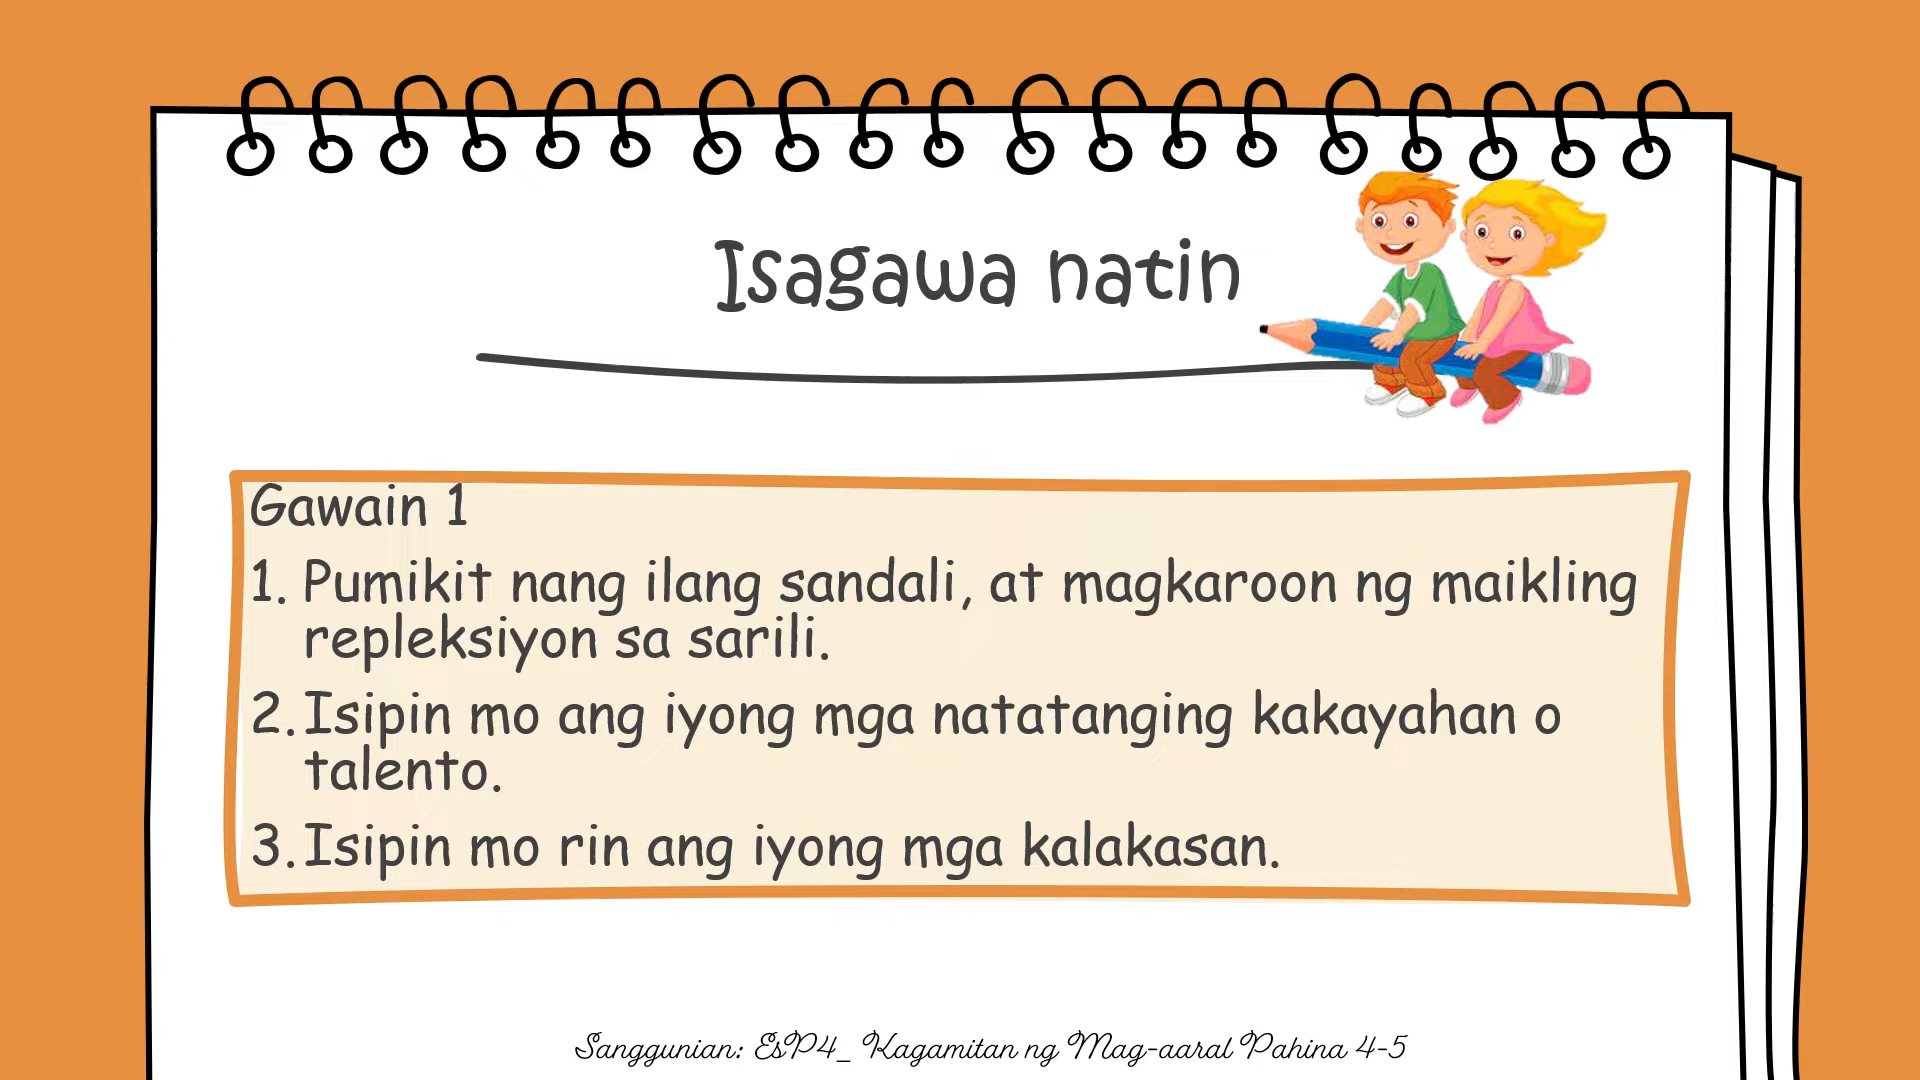 Isagawa natin
Gawain 1
1. Pumikit nang ilang sandali, at magkaroon ng maikling
repleksiyon sa sarili.
2. Isipin mo ang iyong mga natatanging kakayahan o
talento.
3. Isipin mo rin ang iyong mga kalakasan.
Sanggunian: EsP4_ Kagamitan ng Mag-aaral Pahina 4-5